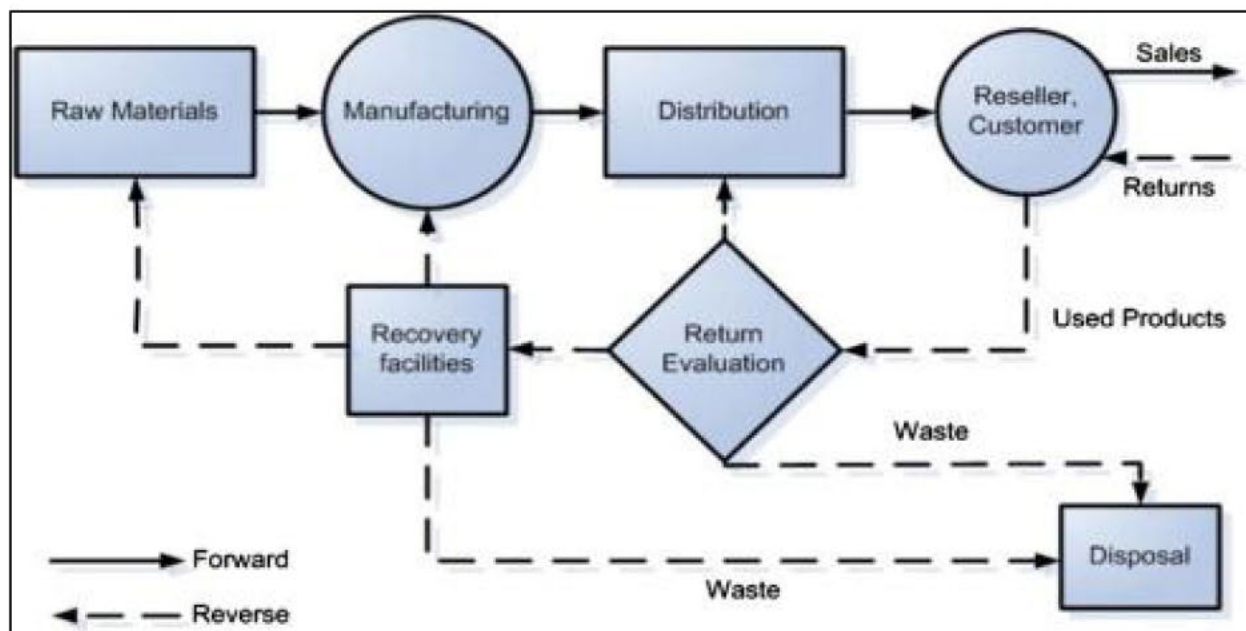 Sales
Raw Materials
Manufacturing
Distribution
Reseller,
Customer
Returns
Recovery
facilities
Return
Evaluation
Used Products
Waste
Disposal
Waste
Forward
Reverse